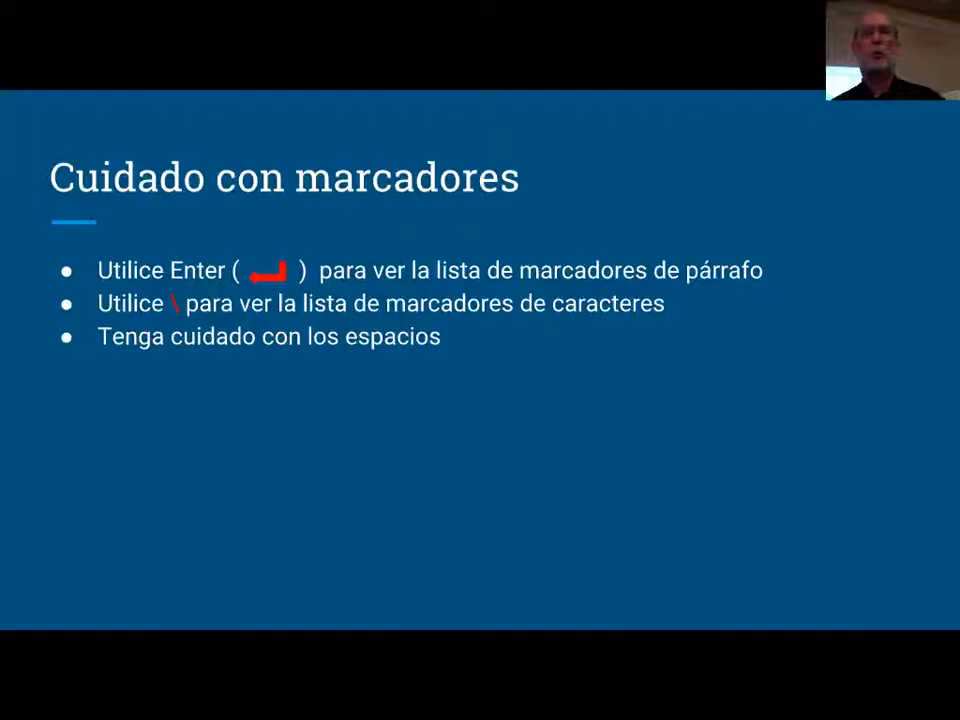 Cuidado con marcadores
● Utilice Enter ( ) para ver la lista de marcadores de párrafo
● Utilice \ para ver la lista de marcadores de caracteres
● Tenga cuidado con los espacios